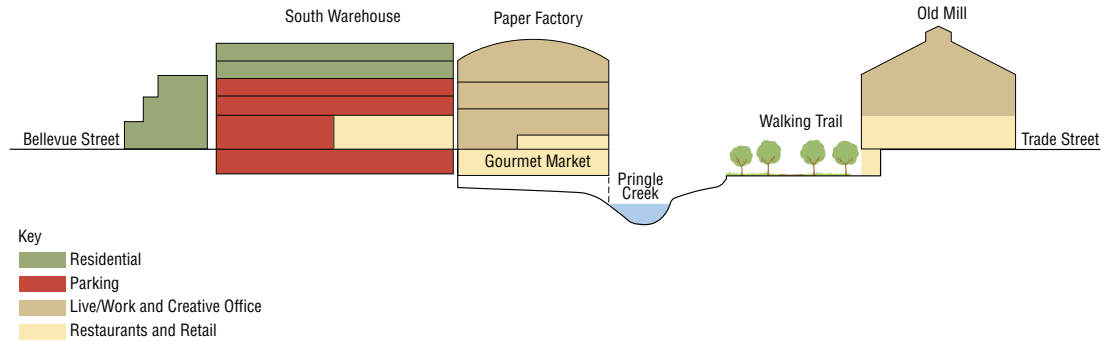 South Warehouse
Paper Factory
Old Mill
Bellevue Street
Walking Trail
Trade Street
Gourmet Market
Pringle
Creek
Key
Residential
Parking
Live/Work and Creative Office
Restaurants and Retail